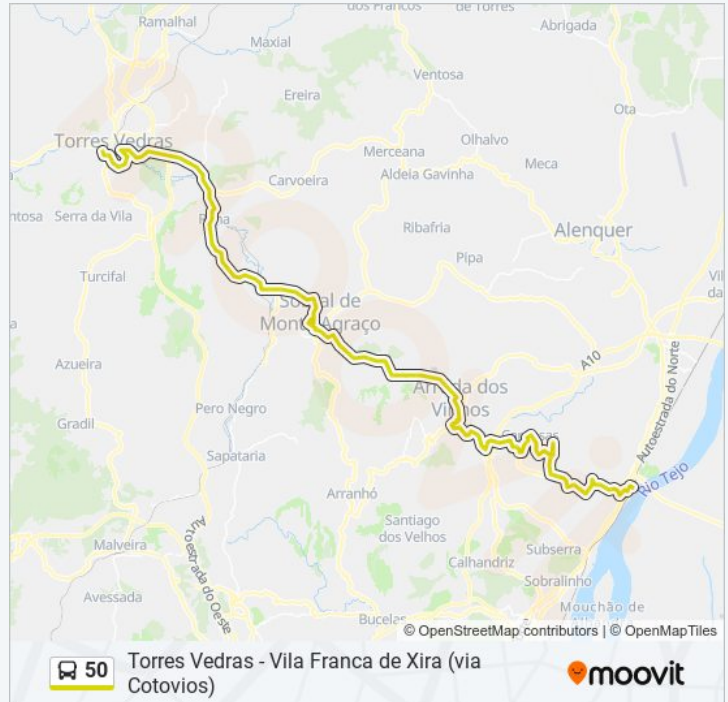 dos Francos
de Torres
Ramalhal
Maxial
Abrigada
Ventosa
Ereira
Ota
Torres Vedras
Olhalvo
Merceana
Meca
Aldeia Gavinha
Carvoeira
ntosa
Serra da Vila
Ribafria
Alenquer
Pipa
Turcifal
Vil
da
Monte Agraço
A10
Azueira
Arruda dos
Vinhos
Autoestrada do Norte
Pero Negro
Gradil
Sapataria
Rio Tejo
Arranhó
Santiago
dos Velhos
Malveira
Autoestrada do Oeste
Subserra
Calhandriz
Sobralinho
Avessada
Mouchão de
Bucelas
© OpenStreetMap contributors | © OpenMapTiles
50
Torres Vedras - Vila Franca de Xira (via
Cotovios)
moovit